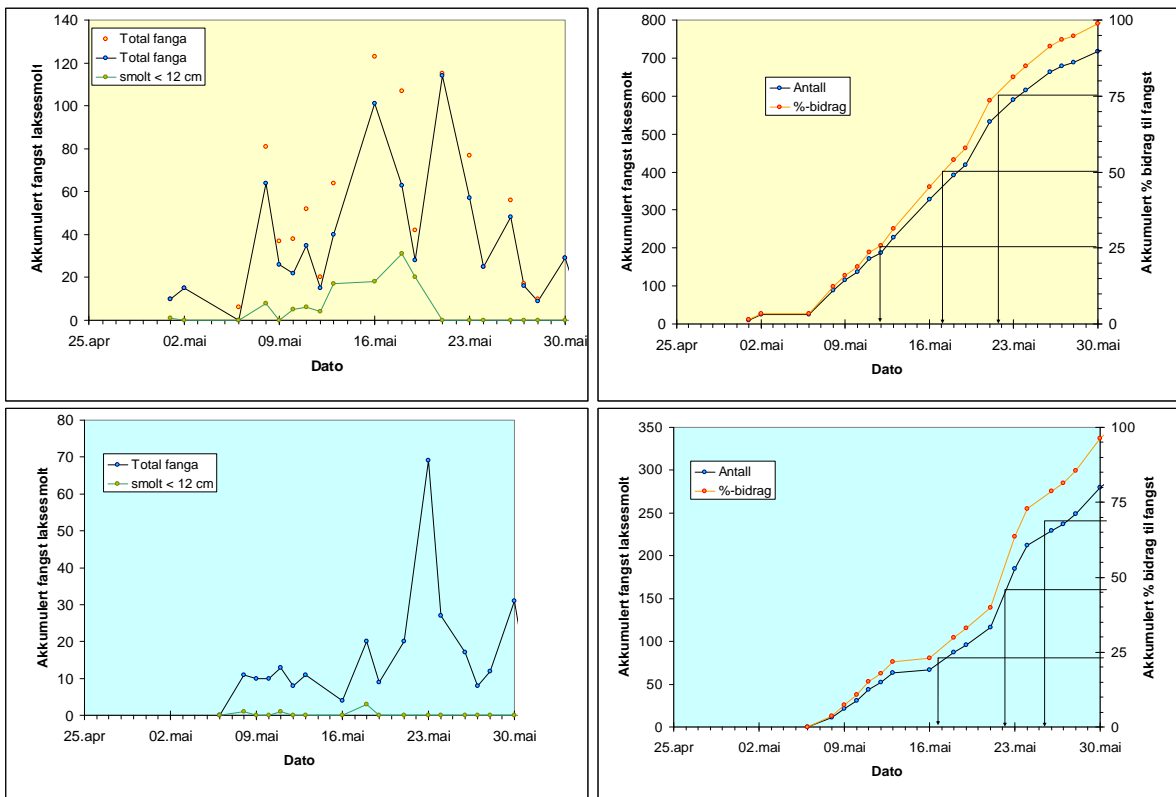 140
120
100
80
60
40
20
0
Akkumulert fangst laksesmolt
Total fanga
Total fanga
smolt < 12 cm
25.apr 02.mai 09.mai 16.mai 23.mai 30.mai
Dato
800
700
600
500
400
300
200
100
0
Akkumulert fangst laksesmolt
Antall
%-bidrag
100
75
50
25
0
Akkumulert % bidrag til fangst
25.apr 02.mai 09.mai 16.mai 23.mai 30.mai
Dato
80
70
60
50
40
30
20
10
0
Akkumulert fangst laksesmolt
Total fanga
smolt < 12 cm
25.apr 02.mai 09.mai 16.mai 23.mai 30.mai
Dato
350
300
250
200
150
100
50
0
Akkumulert fangst laksesmolt
Antall
%-bidrag
100
75
50
25
0
Akkumulert % bidrag til fangst
25.apr 02.mai 09.mai 16.mai 23.mai 30.mai
Dato